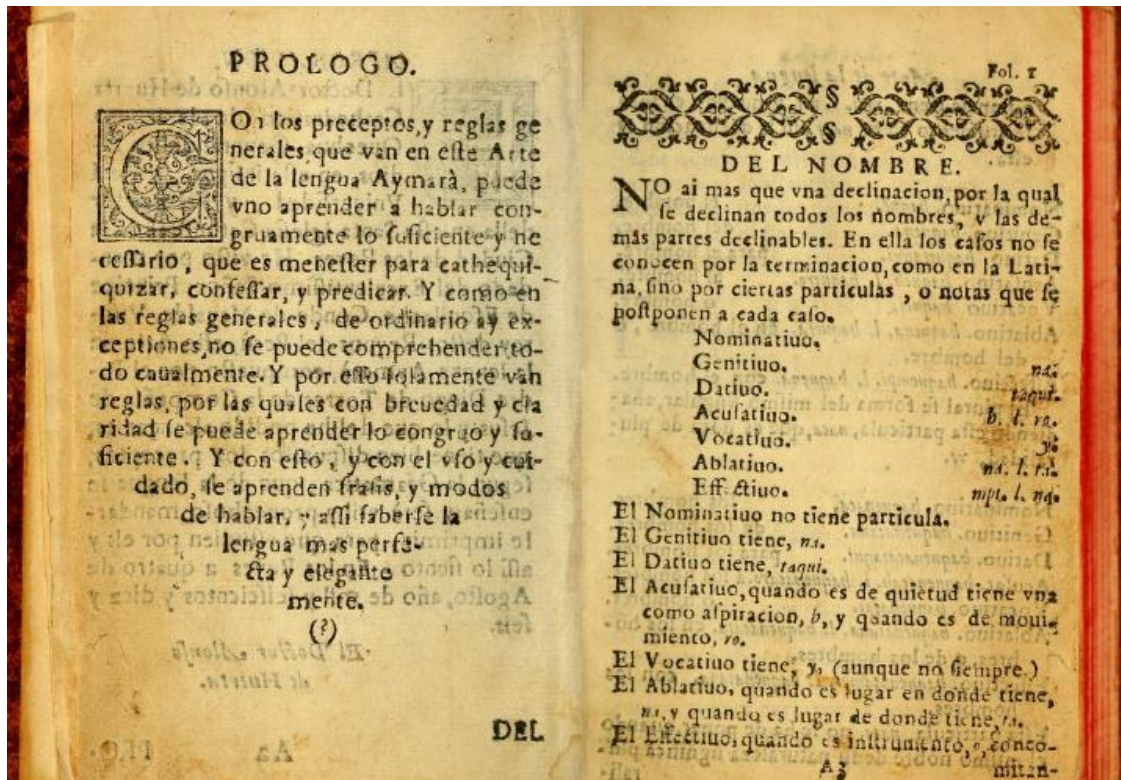 PROLOGO.
COn los preceptos, y reglas ge
nerales que van en eſte Arte
de la lengua Aymarà, puede
vno aprender a hablar con-
gruamente lo ſuficiente y ne
ceſſario, que es meneſter para cathequi-
quizar, confeſſar, y predicar. Y como en
las reglas generales, de ordinario ay ex-
ceptiones, no ſe puede comprehender to-
do caualmente. Y por eſſo ſolamente van
reglas, por las quales con breuedad y cla
ridad ſe puede aprender lo congruo y ſu-
ficiente. Y con eſto, y con el vſo y cui-
dado, ſe aprenden fraſis, y modos
de hablar, y aſſi ſaberſe la
lengua mas perfe-
cta y elegante
mente.
(?)
DEL
Fol. 1
§
§
DEL NOMBRE.
NO ai mas que vna declinacion, por la qual
ſe declinan todos los nombres, y las de-
màs partes declinables. En ella los caſos no ſe
conocen por la terminacion, como en la Lati-
na, ſino por ciertas particulas, o notas que ſe
poſtponen a cada caſo.
Nominatiuo.
Genitiuo. na.
Datiuo. taqui.
Acuſatiuo. h. l. ro.
Vocatiuo. y.
Ablatiuo. na. l. ta.
Effectiuo. mpi. l. na.
El Nominatiuo no tiene particula.
El Genitiuo tiene, na.
El Datiuo tiene, taqui.
El Acuſatiuo, quando es de quietud tiene vna
como aſpiracion, h, y quando es de moui-
miento, ro.
El Vocatiuo tiene, y, (aunque no ſiempre.)
El Ablatiuo, quando es lugar en donde tiene,
na, y quando es lugar de donde tiene, ta.
El Effectiuo, quando es inſtrumento, conco-
A3 mitan-